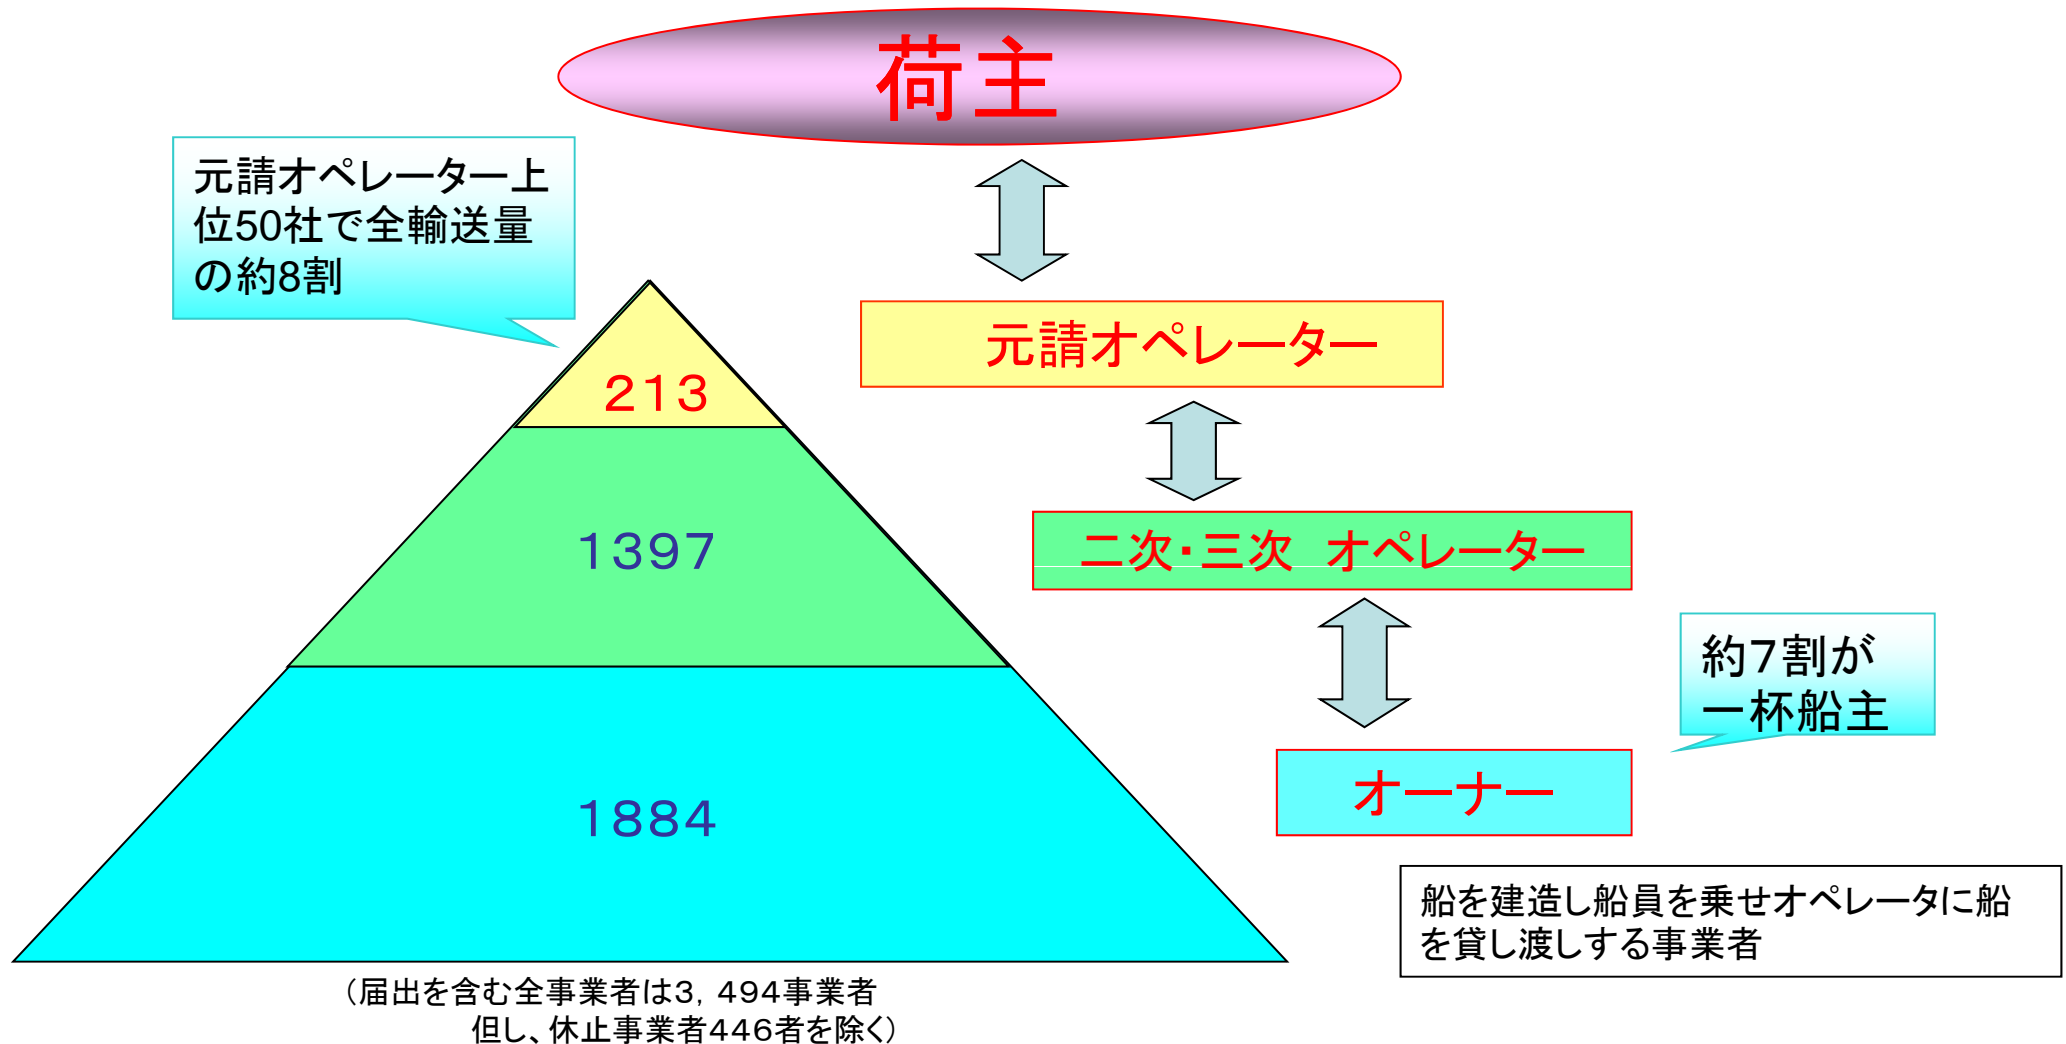 荷主
元請オペレーター上
位50社で全輸送量
の約8割
元請オペレーター
213
二次・三次　オペレーター
1397
約7割が
一杯船主
オーナー
1884
船を建造し船員を乗せオペレータに船
を貸し渡しする事業者
（届出を含む全事業者は3，494事業者
但し、休止事業者446者を除く）